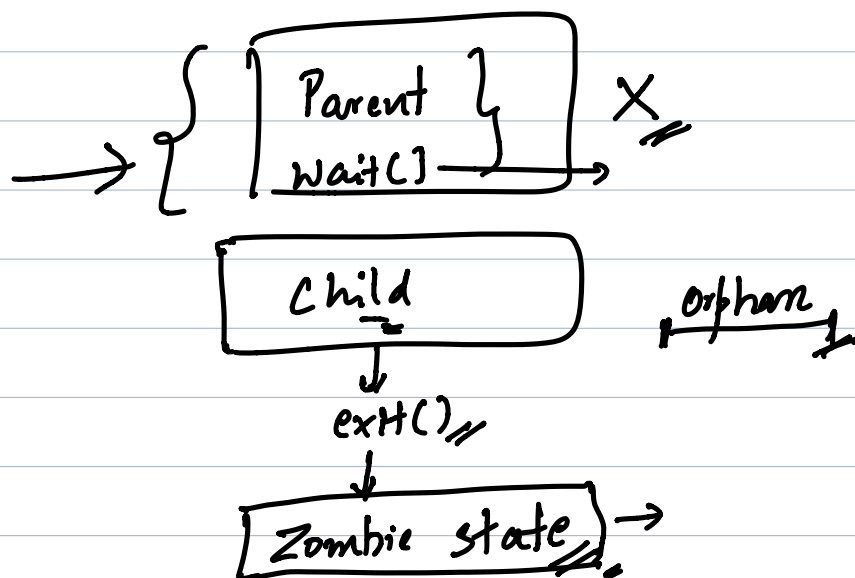 Parent
wait()
X
child
orphan
exit()
Zombie state